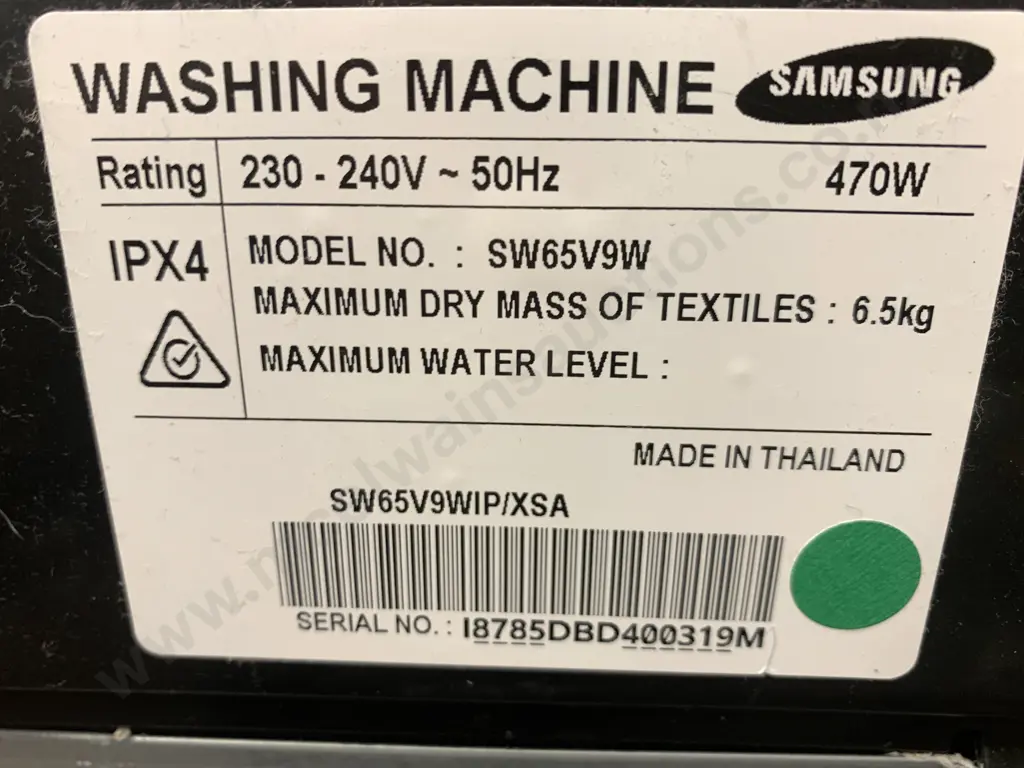 WASHING MACHINE SAMSUNG
Rating 230 - 240V ~ 50Hz 470W
IPX4 MODEL NO. : SW65V9W
MAXIMUM DRY MASS OF TEXTILES : 6.5kg
MAXIMUM WATER LEVEL :
MADE IN THAILAND
SW65V9WIP/XSA
SERIAL NO. : I8785DBD400319M